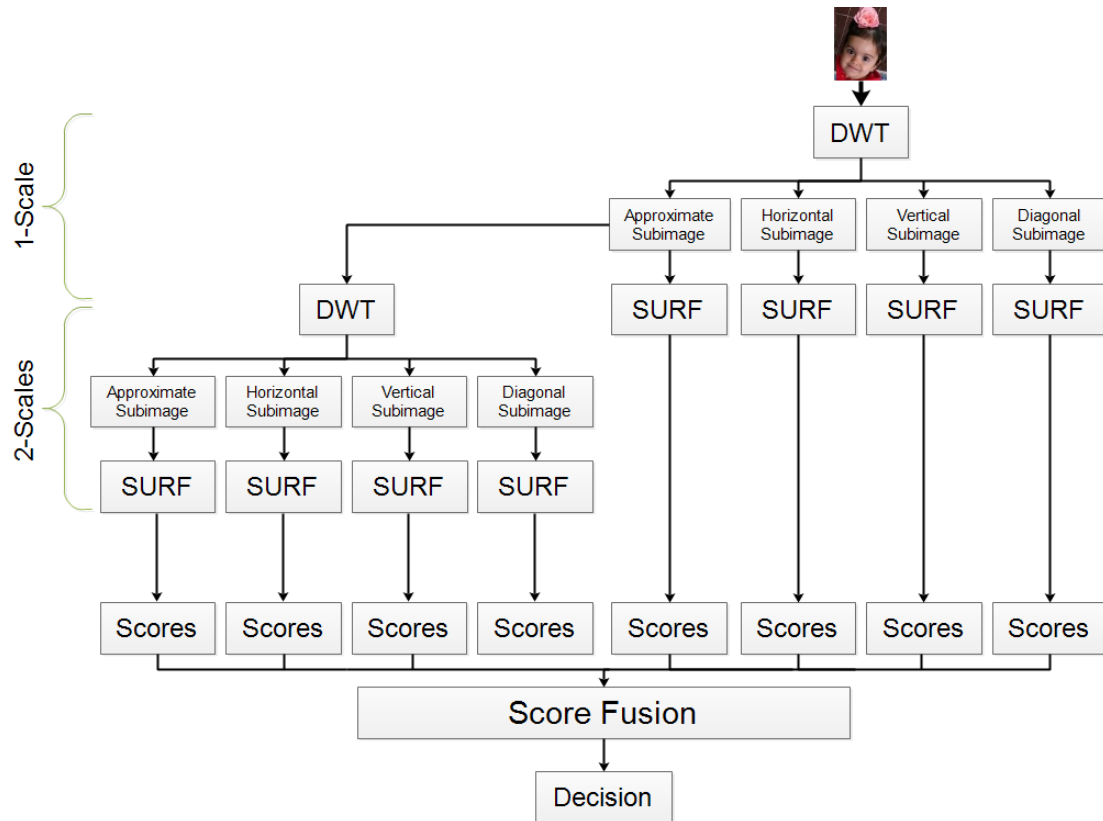 DWT
1-Scale
Approximate
Subimage
Horizontal
Subimage
Vertical
Subimage
Diagonal
Subimage
DWT
SURF
SURF
SURF
SURF
2-Scales
Approximate
Subimage
Horizontal
Subimage
Vertical
Subimage
Diagonal
Subimage
SURF
SURF
SURF
SURF
Scores
Scores
Scores
Scores
Scores
Scores
Scores
Scores
Score Fusion
Decision